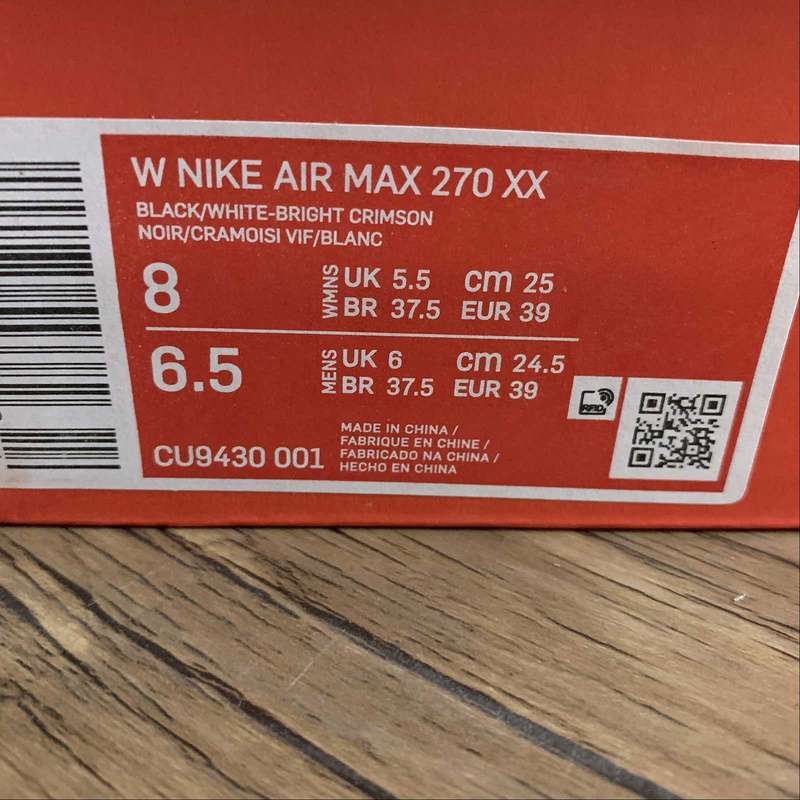 W NIKE AIR MAX 270 XX
BLACK/WHITE-BRIGHT CRIMSON
NOIR/CRAMOISI VIF/BLANC
8
WMNS
UK 5.5 cm 25
BR 37.5 EUR 39
6.5
MENS
UK 6 cm 24.5
BR 37.5 EUR 39
RFID
CU9430 001
MADE IN CHINA /
FABRIQUE EN CHINE /
FABRICADO NA CHINA /
HECHO EN CHINA